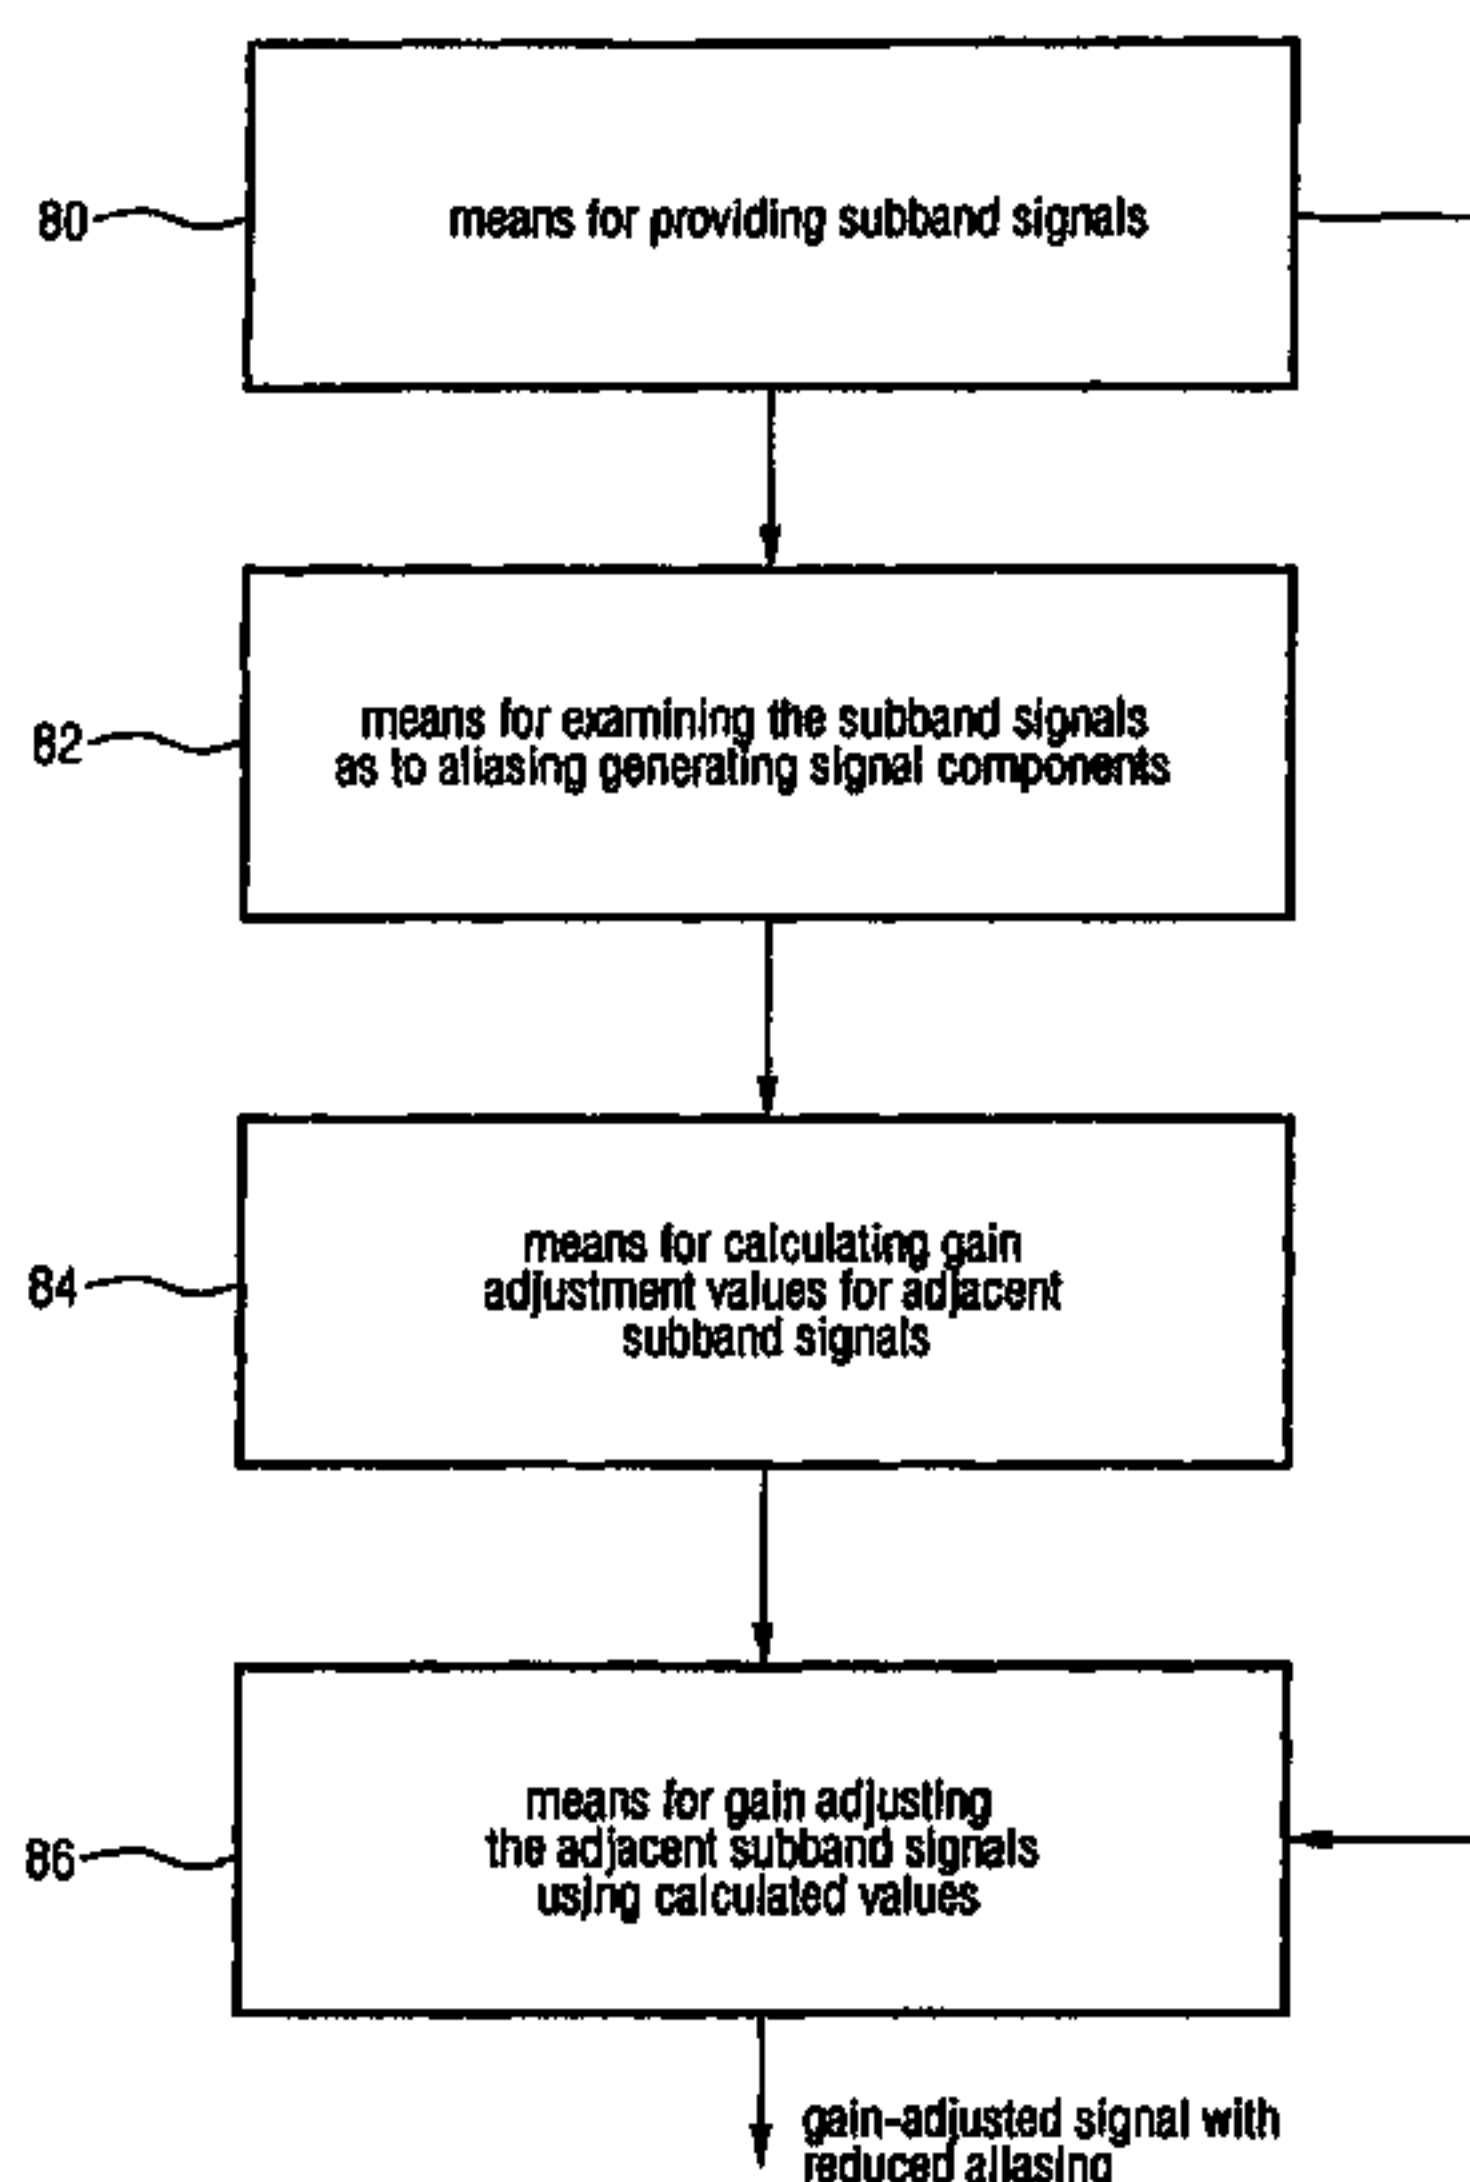 80
means for providing subband signals
82
means for examining the subband signals
as to aliasing generating signal components
84
means for calculating gain
adjustment values for adjacent
subband signals
86
means for gain adjusting
the adjacent subband signals
using calculated values
gain-adjusted signal with
reduced aliasing